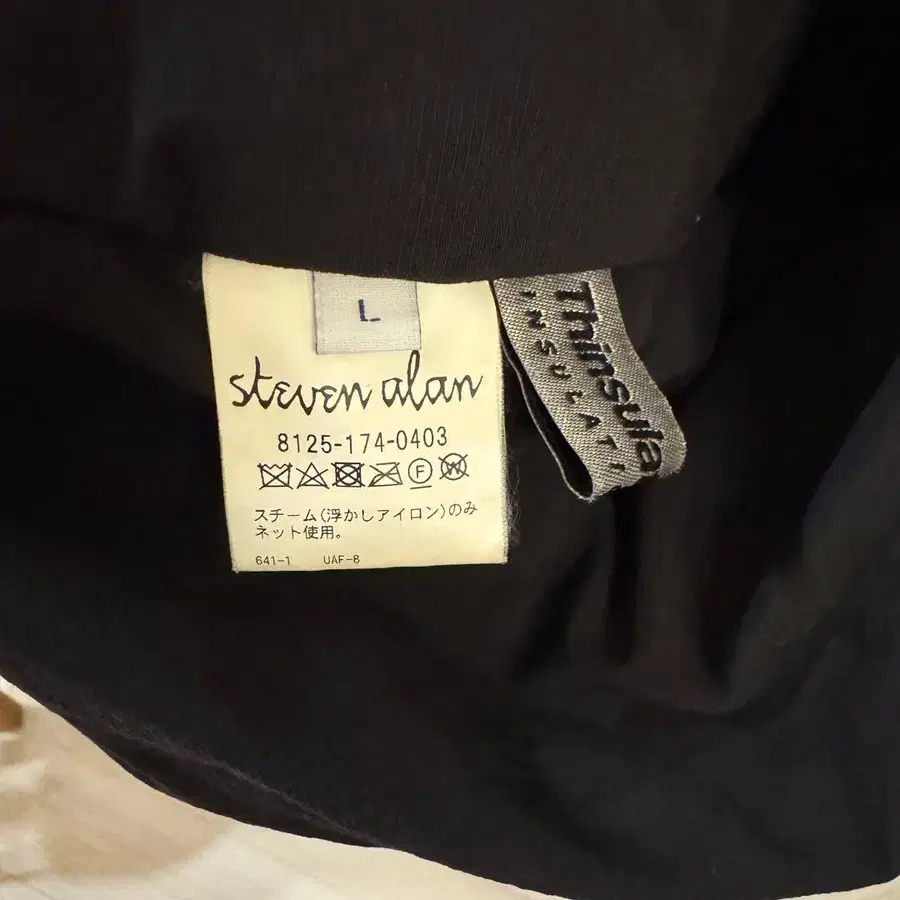 L
steven alan
8125-174-0403
F W
スチーム(浮かしアイロン)のみ
ネット使用。
641-1 UAF-8
Thinsula
INSULATI